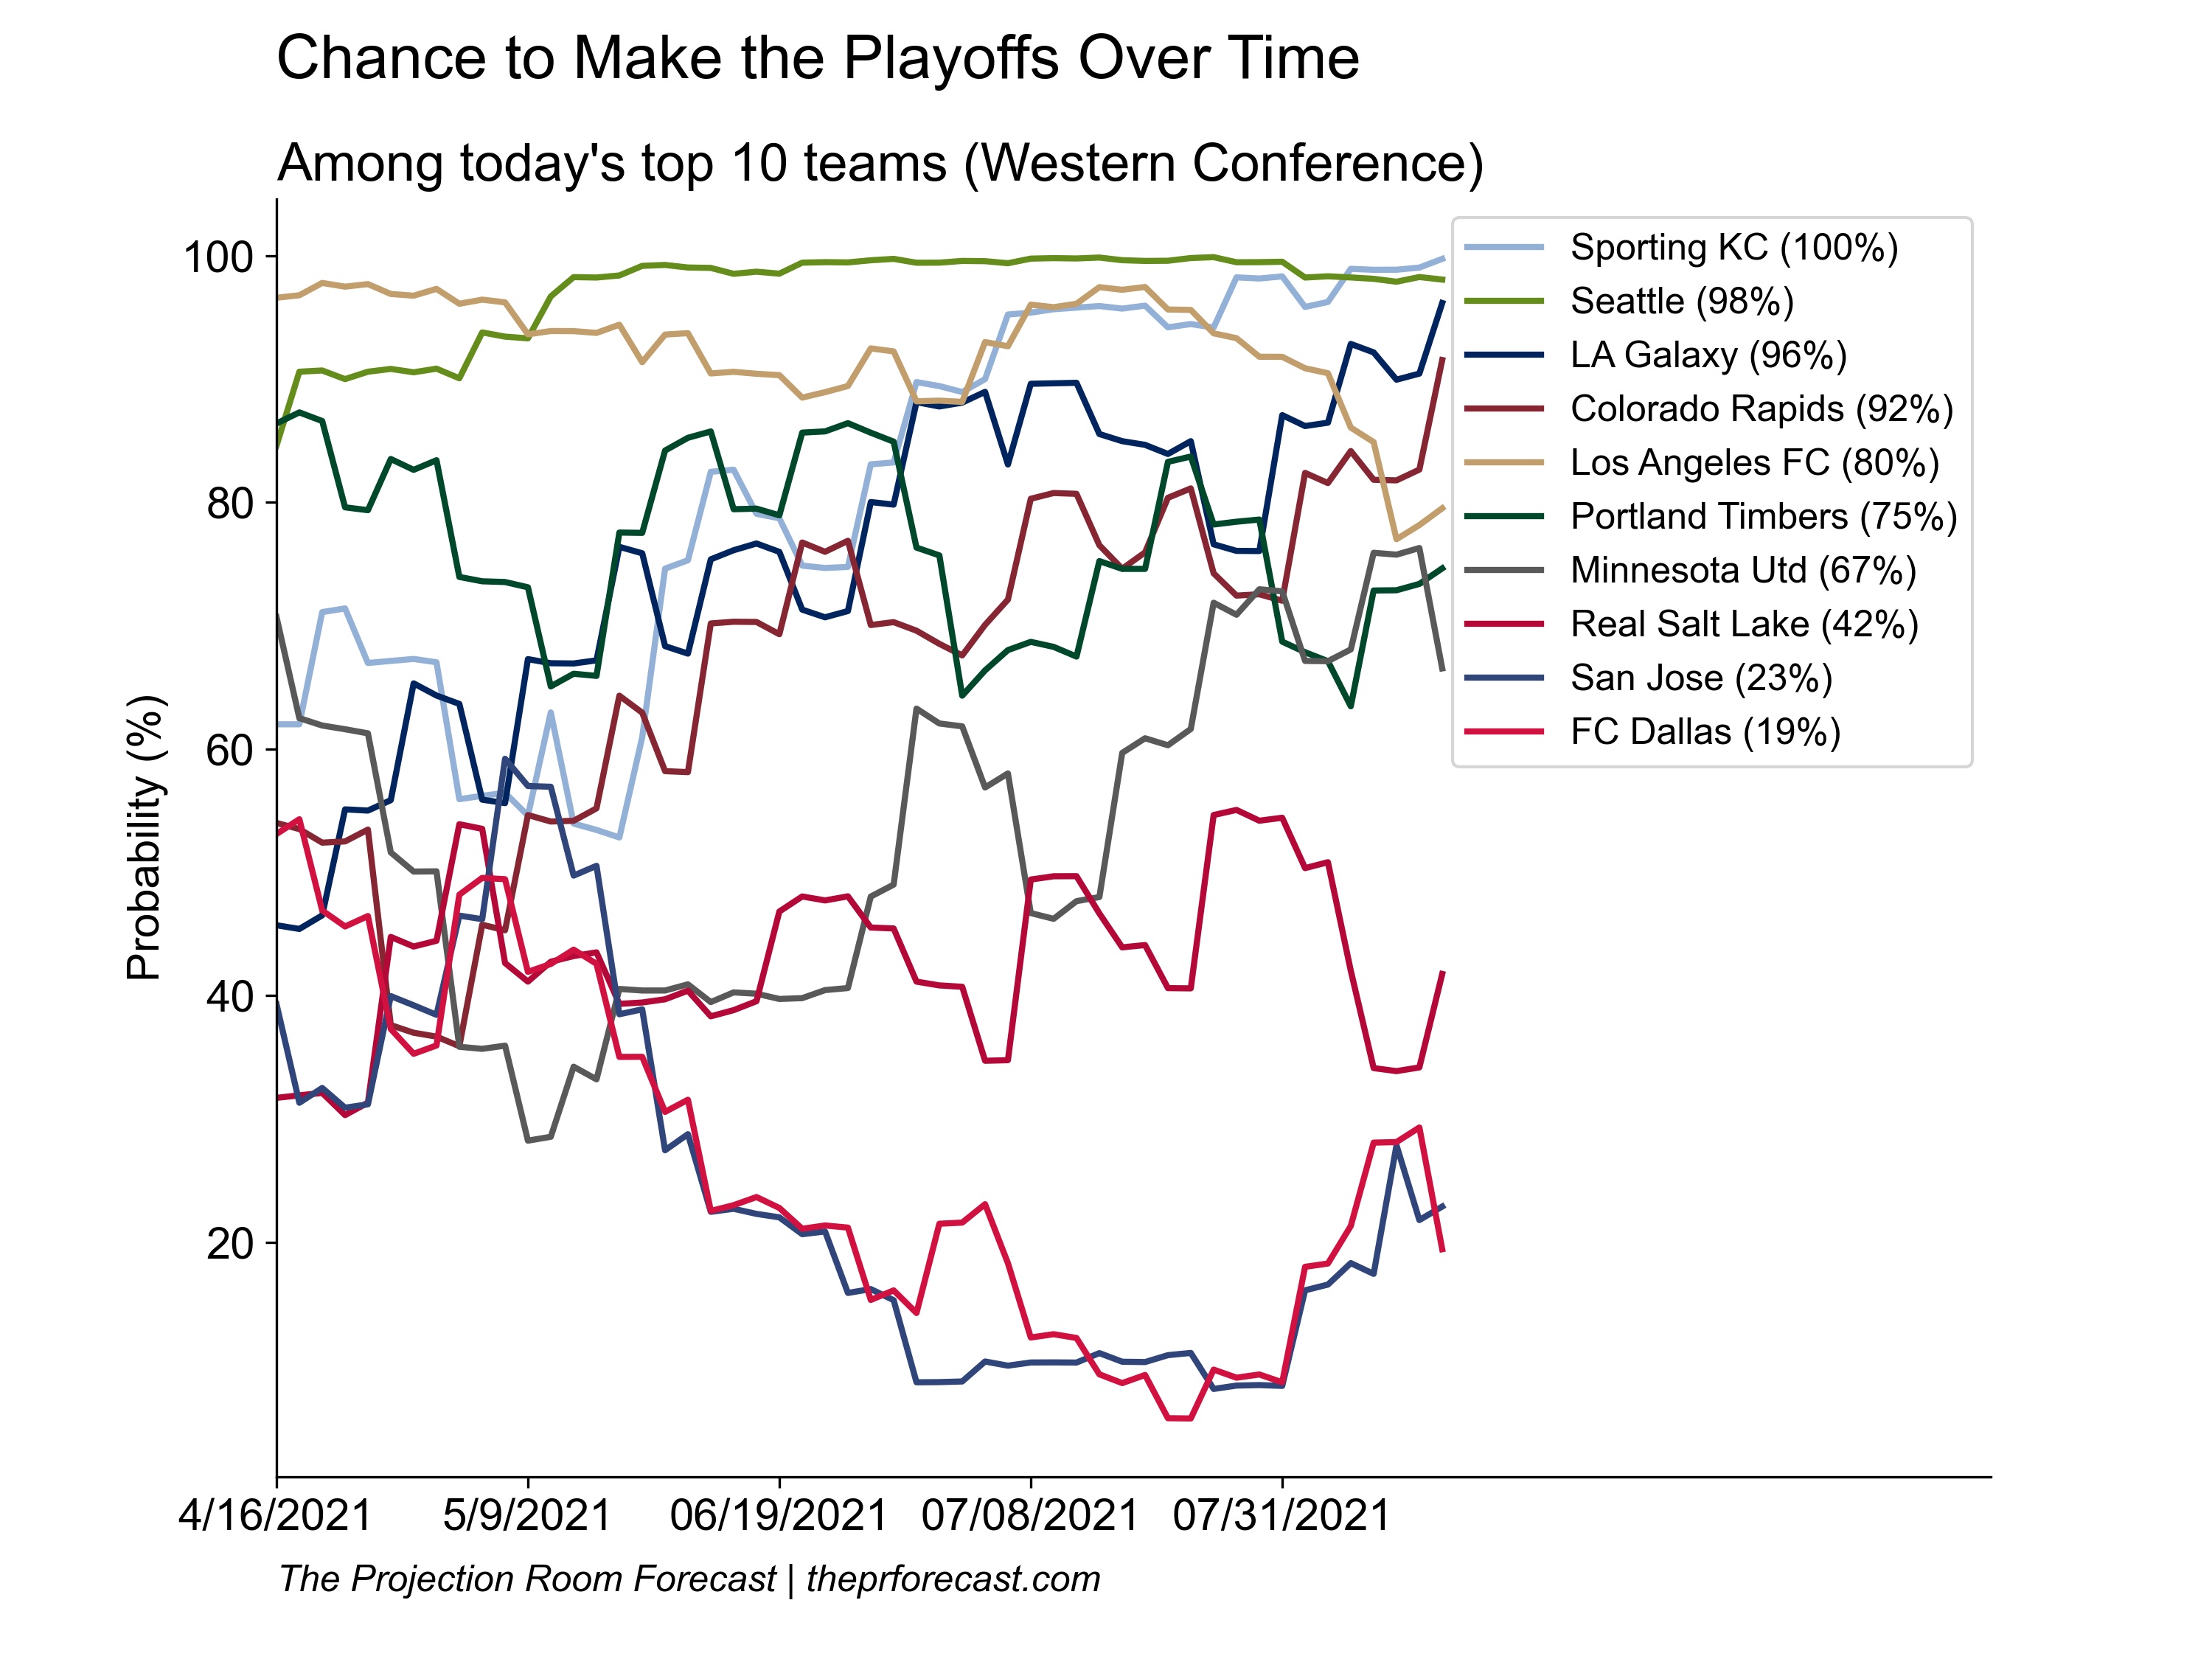 Chance to Make the Playoffs Over Time
Among today's top 10 teams (Western Conference)
Probability (%)
100
80
60
40
20
Sporting KC (100%)
Seattle (98%)
LA Galaxy (96%)
Colorado Rapids (92%)
Los Angeles FC (80%)
Portland Timbers (75%)
Minnesota Utd (67%)
Real Salt Lake (42%)
San Jose (23%)
FC Dallas (19%)
4/16/2021 5/9/2021 06/19/2021 07/08/2021 07/31/2021
The Projection Room Forecast | theprforecast.com